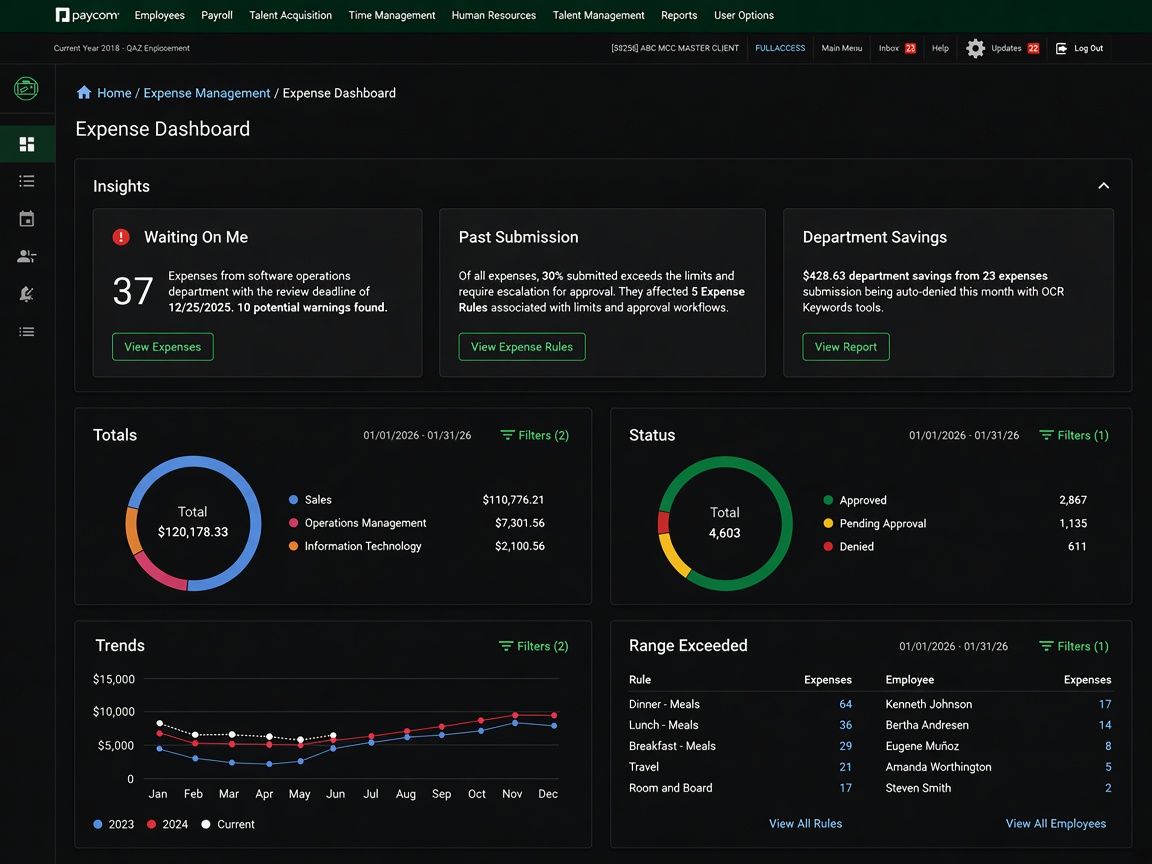 paycom Employees Payroll Talent Acquisition Time Management Human Resources Talent Management Reports User Options
Current Year 2018 - QAZ Enpicoement [58256] ABC MCC MASTER CLIENT FULLACCESS Main Menu Inbox 23 Help Updates 22 Log Out
Home / Expense Management / Expense Dashboard
Expense Dashboard
Insights
! Waiting On Me
37
Expenses from software operations
department with the review deadline of
12/25/2025. 10 potential warnings found.
View Expenses
Past Submission
Of all expenses, 30% submitted exceeds the limits and
require escalation for approval. They affected 5 Expense
Rules associated with limits and approval workflows.
View Expense Rules
Department Savings
$428.63 department savings from 23 expenses
submission being auto-denied this month with OCR
Keywords tools.
View Report
Totals 01/01/2026 - 01/31/26 Filters (2)
Total
$120,178.33
Sales $110,776.21
Operations Management $7,301.56
Information Technology $2,100.56
Status 01/01/2026 - 01/31/26 Filters (1)
Total
4,603
Approved 2,867
Pending Approval 1,135
Denied 611
Trends Filters (2)
$15,000
$10,000
$5,000
0
Jan Feb Mar Apr May Jun Jul Aug Sep Oct Nov Dec
2023 2024 Current
Range Exceeded 01/01/2026 - 01/31/26 Filters (1)
Rule Expenses Employee Expenses
Dinner - Meals 64 Kenneth Johnson 17
Lunch - Meals 36 Bertha Andresen 14
Breakfast - Meals 29 Eugene Muñoz 8
Travel 21 Amanda Worthington 5
Room and Board 17 Steven Smith 2
View All Rules View All Employees